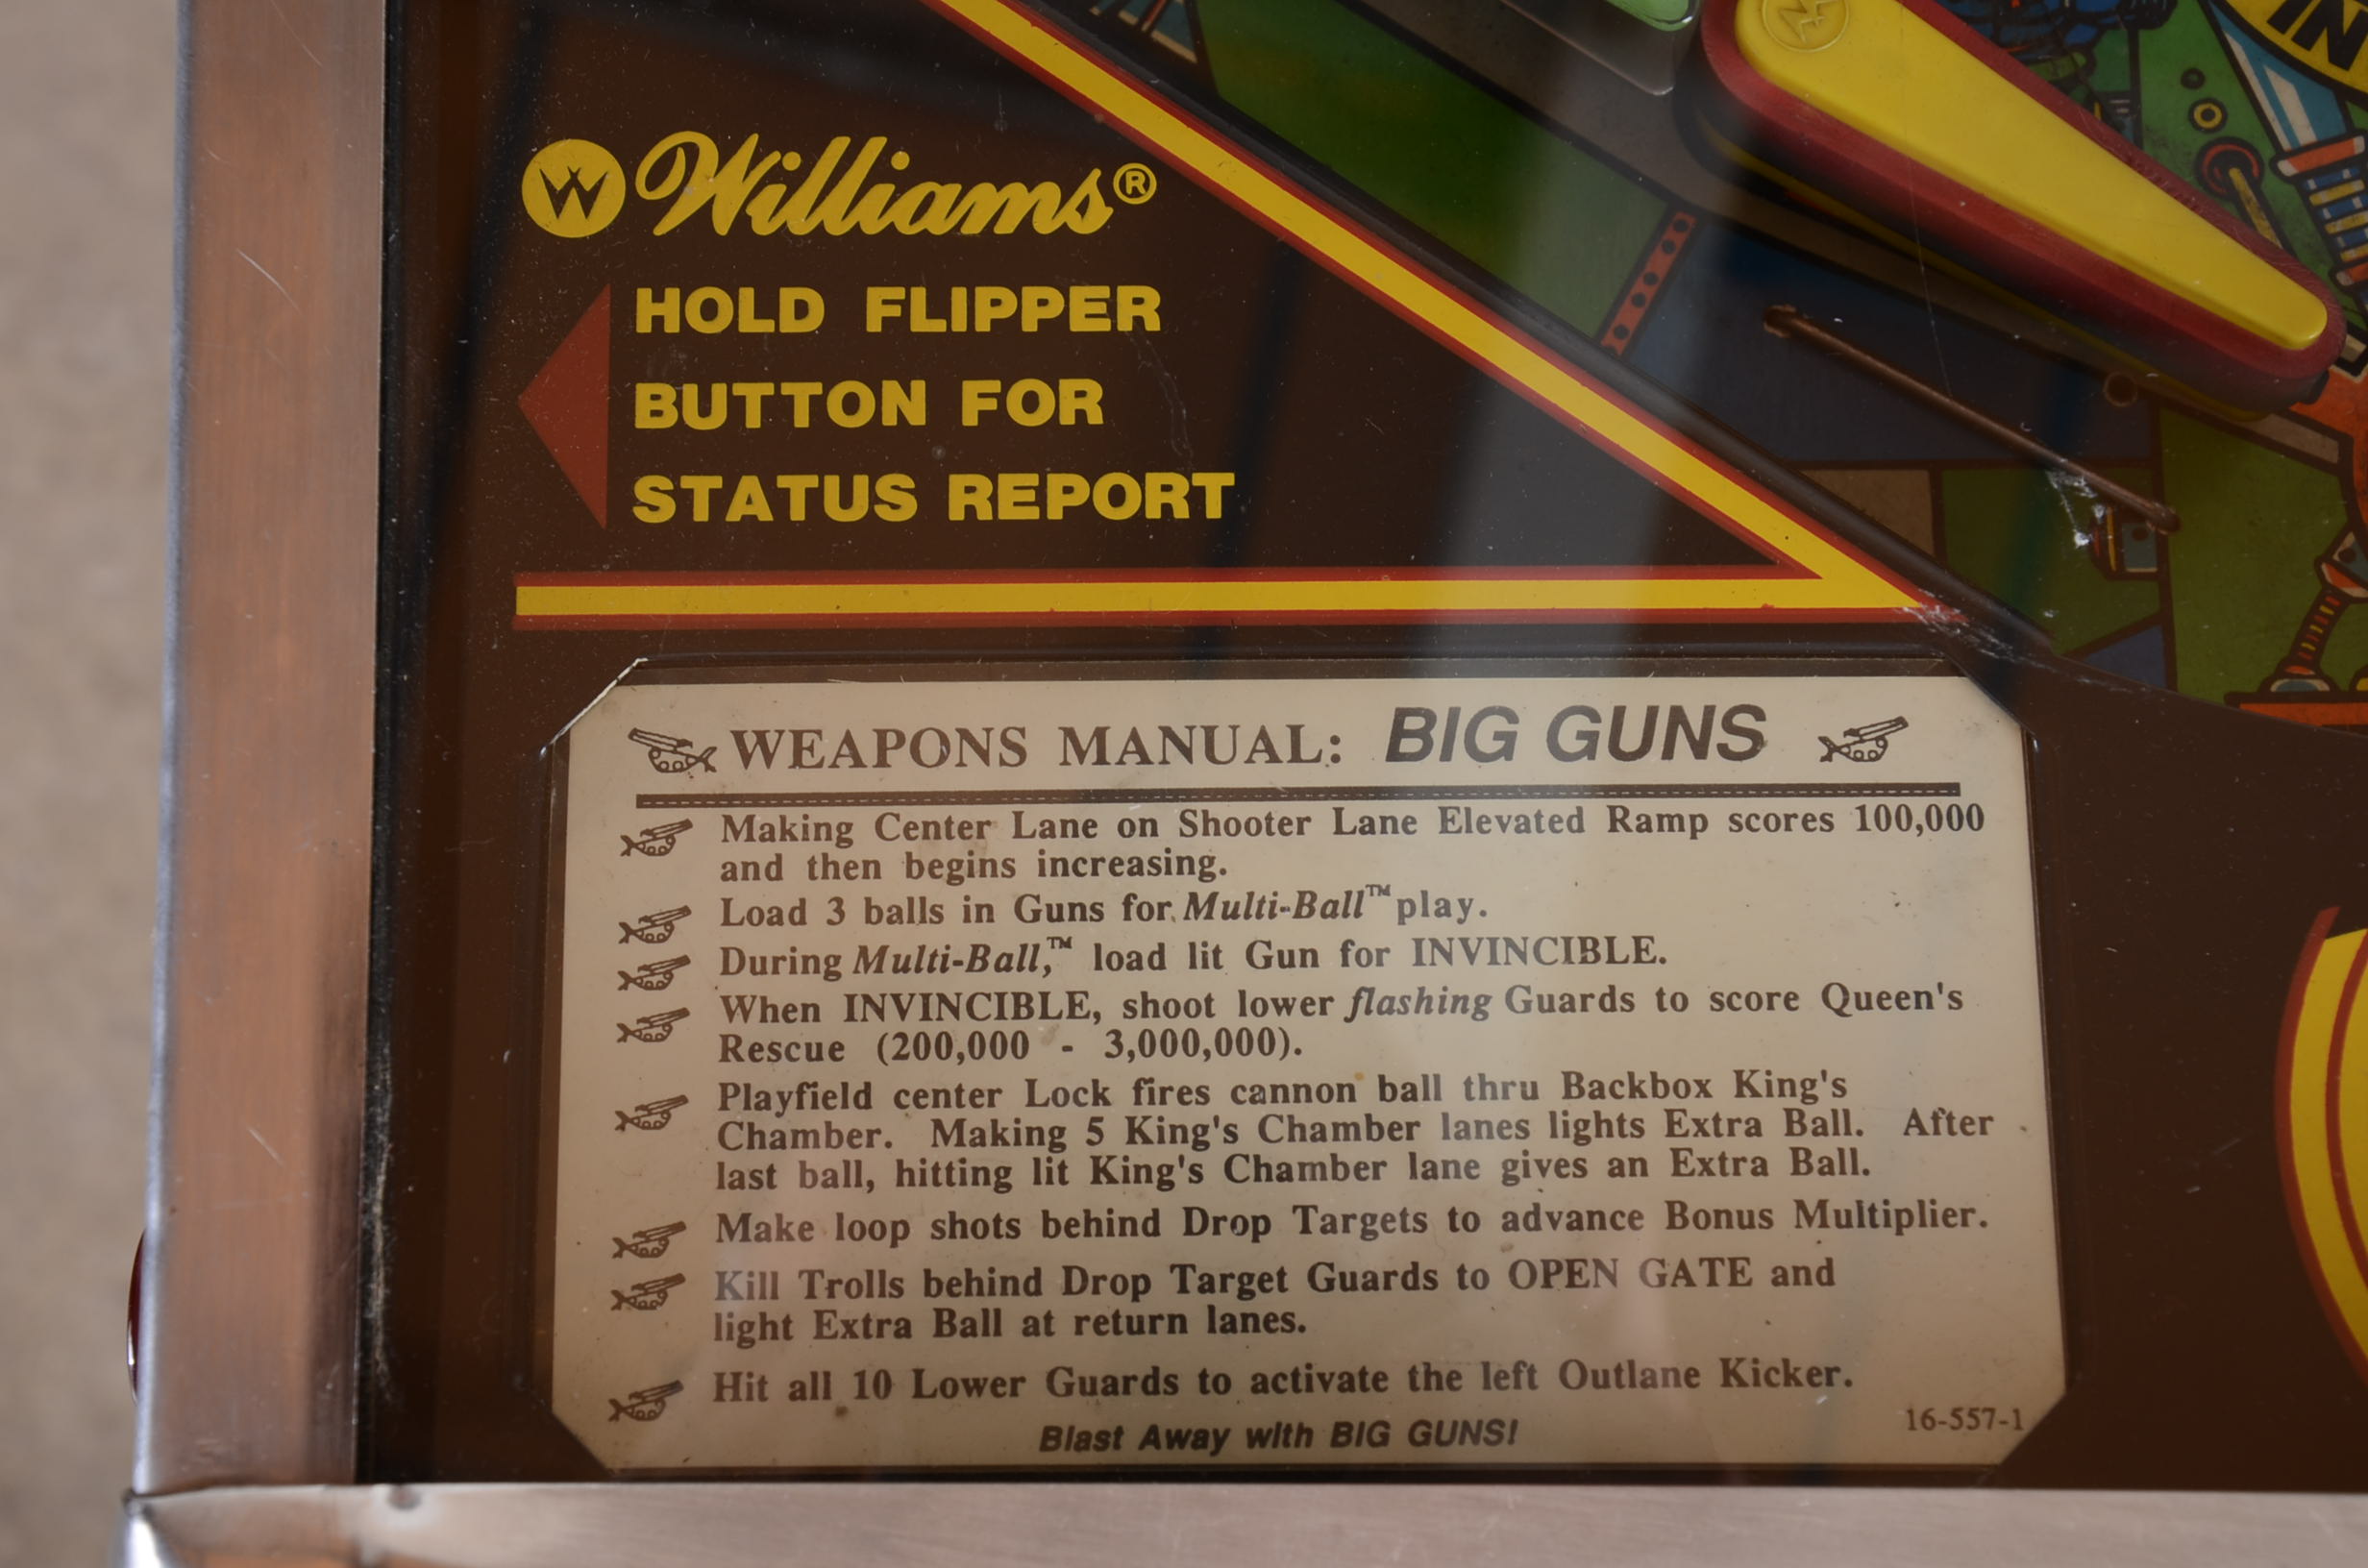 W Williams®
HOLD FLIPPER
BUTTON FOR
STATUS REPORT
IN
WEAPONS MANUAL: BIG GUNS
Making Center Lane on Shooter Lane Elevated Ramp scores 100,000
and then begins increasing.
Load 3 balls in Guns for Multi-Ball™ play.
During Multi-Ball,™ load lit Gun for INVINCIBLE.
When INVINCIBLE, shoot lower flashing Guards to score Queen's
Rescue (200,000 - 3,000,000).
Playfield center Lock fires cannon ball thru Backbox King's
Chamber. Making 5 King's Chamber lanes lights Extra Ball. After
last ball, hitting lit King's Chamber lane gives an Extra Ball.
Make loop shots behind Drop Targets to advance Bonus Multiplier.
Kill Trolls behind Drop Target Guards to OPEN GATE and
light Extra Ball at return lanes.
Hit all 10 Lower Guards to activate the left Outlane Kicker.
Blast Away with BIG GUNS!
16-557-1